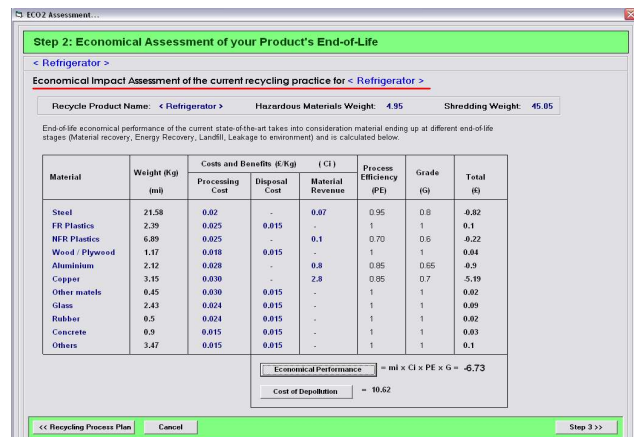 ECO2 Assessment...
Step 2: Economical Assessment of your Product's End-of-Life
< Refrigerator >
Economical Impact Assessment of the current recycling practice for < Refrigerator >
Recycle Product Name: < Refrigerator > Hazardous Materials Weight: 4.95 Shredding Weight: 45.05
End-of-life economical performance of the current state-of-the-art takes into consideration material ending up at different end-of-life
stages (Material recovery, Energy Recovery, Landfill, Leakage to environment) and is calculated below.
Material Weight (Kg) (mi) Costs and Benefits (£/Kg) ( Ci ) Process Efficiency (PE) Grade (G) Total (£)
Processing Cost Disposal Cost Material Revenue
Steel 21.58 0.02 - 0.07 0.95 0.8 -0.82
FR Plastics 2.39 0.025 0.015 - 1 1 0.1
NFR Plastics 6.89 0.025 - 0.1 0.70 0.6 -0.22
Wood / Plywood 1.17 0.018 0.015 - 1 1 0.04
Aluminium 2.12 0.028 - 0.8 0.85 0.65 -0.9
Copper 3.15 0.030 - 2.8 0.85 0.7 -5.19
Other matels 0.45 0.030 0.015 - 1 1 0.02
Glass 2.43 0.024 0.015 - 1 1 0.09
Rubber 0.5 0.024 0.015 - 1 1 0.02
Concrete 0.9 0.015 0.015 - 1 1 0.03
Others 3.47 0.015 0.015 - 1 1 0.1
Economical Performance = mi x Ci x PE x G = -6.73
Cost of Depollution = 10.62
<< Recycling Process Plan Cancel Step 3 >>